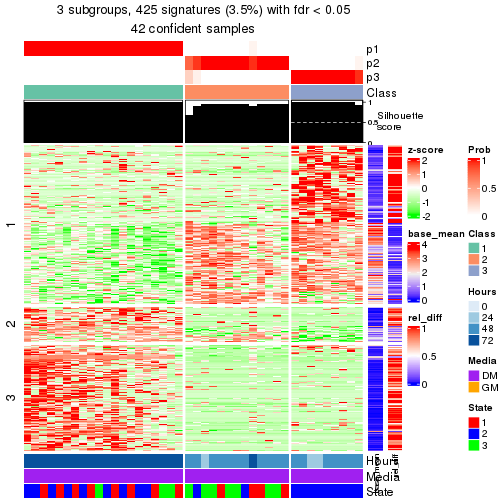 3 subgroups, 425 signatures (3.5%) with fdr < 0.05
42 confident samples
p1
p2
p3
Class
1
0.5
0
Silhouette
score
1
2
3
z-score
2
1
0
-1
-2
base_mean
4
3
2
1
0
rel_diff
1
0.5
0
Prob
1
0.5
0
Class
1
2
3
Hours
0
24
48
72
Media
DM
GM
State
1
2
3
Hours
Media
State